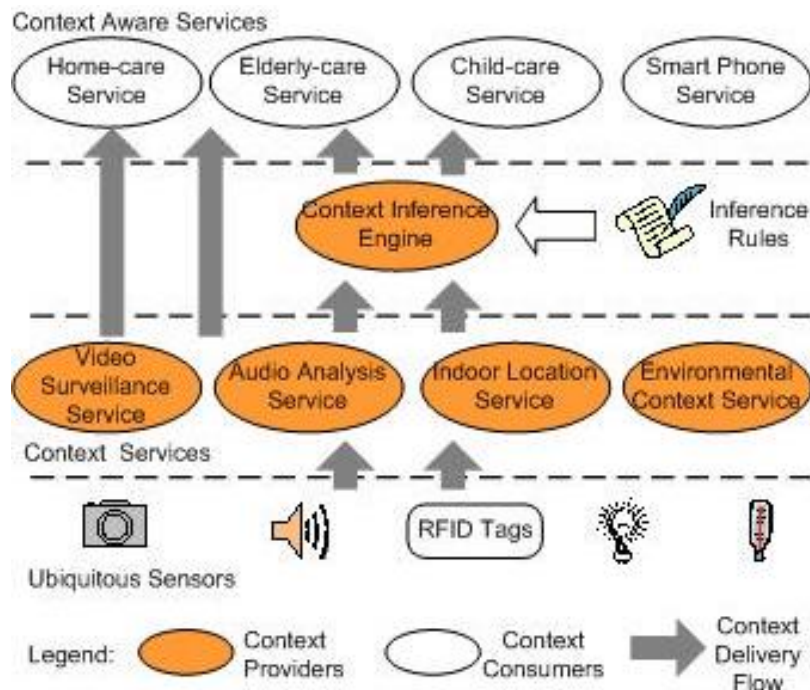 Context Aware Services
Home-care
Service
Elderly-care
Service
Child-care
Service
Smart Phone
Service
Context Inference
Engine
Inference
Rules
Video
Surveillance
Service
Audio Analysis
Service
Indoor Location
Service
Environmental
Context Service
Context Services
RFID Tags
Ubiquitous Sensors
Legend:
Context
Providers
Context
Consumers
Context
Delivery
Flow